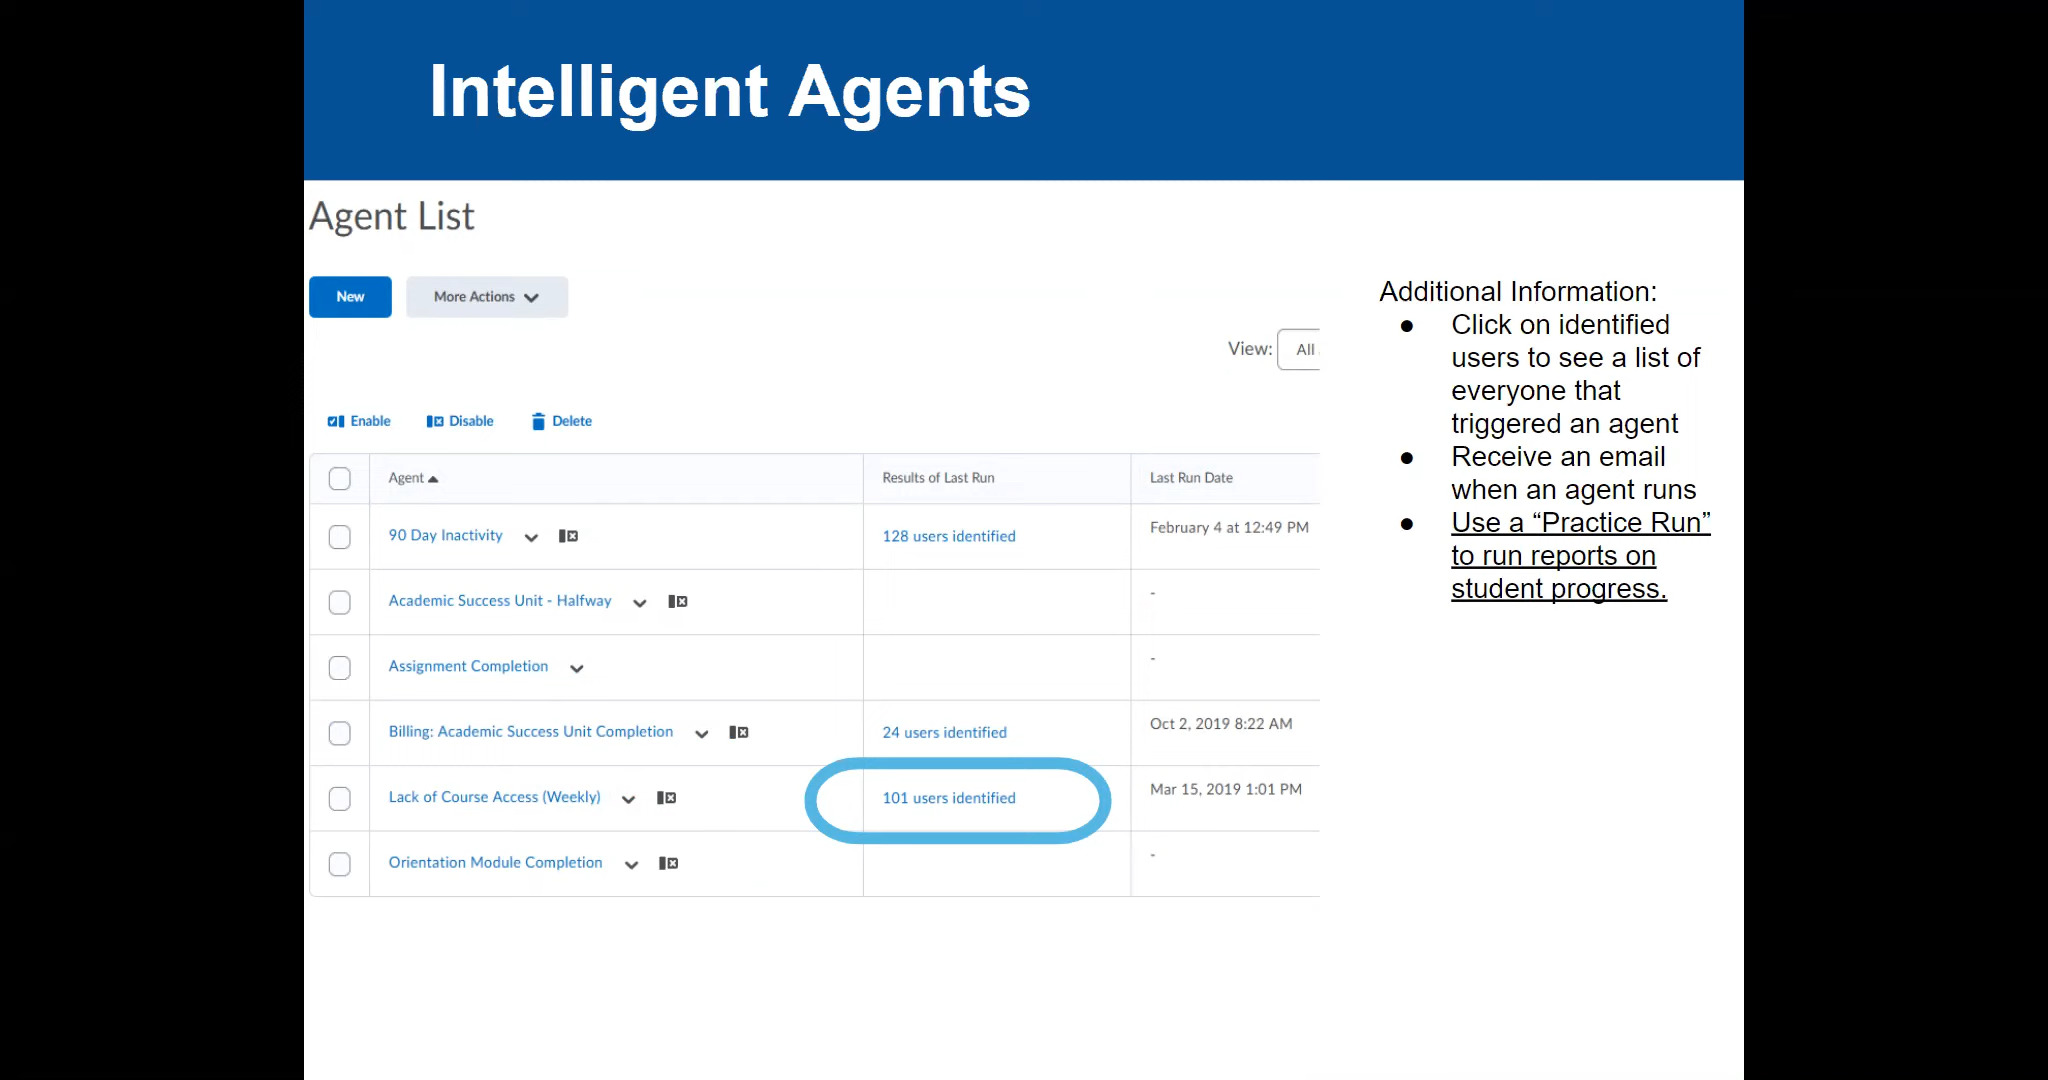 Intelligent Agents
Agent List
New
More Actions
View: All
Enable
Disable
Delete
Agent
Results of Last Run
Last Run Date
90 Day Inactivity
128 users identified
February 4 at 12:49 PM
Academic Success Unit - Halfway
-
Assignment Completion
-
Billing: Academic Success Unit Completion
24 users identified
Oct 2, 2019 8:22 AM
Lack of Course Access (Weekly)
101 users identified
Mar 15, 2019 1:01 PM
Orientation Module Completion
-
Additional Information:
● Click on identified
users to see a list of
everyone that
triggered an agent
● Receive an email
when an agent runs
● Use a “Practice Run”
to run reports on
student progress.